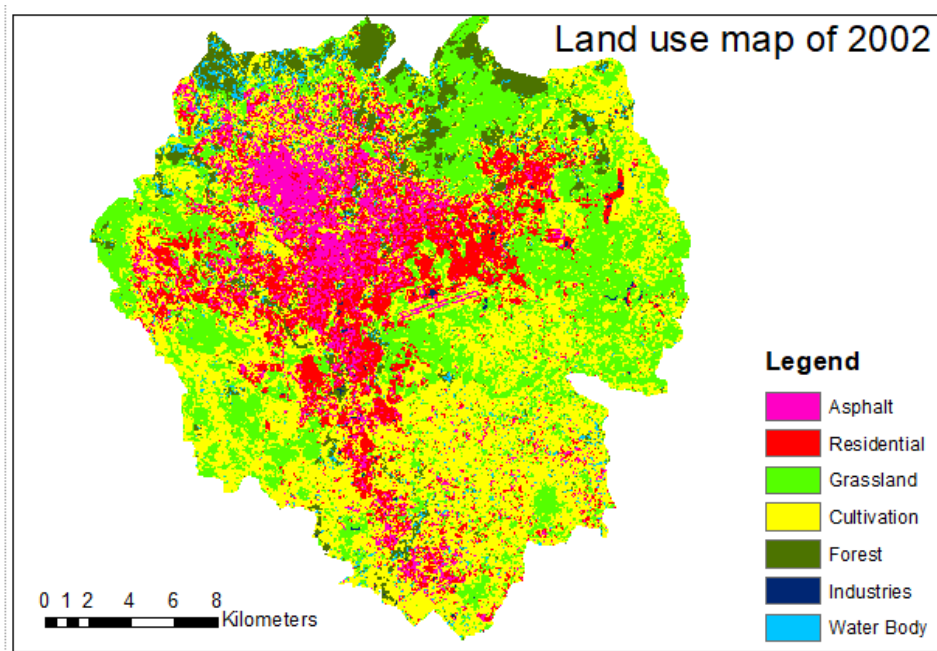 Land use map of 2002
Legend
Asphalt
Residential
Grassland
Cultivation
Forest
Industries
Water Body
0 1 2 4 6 8
Kilometers